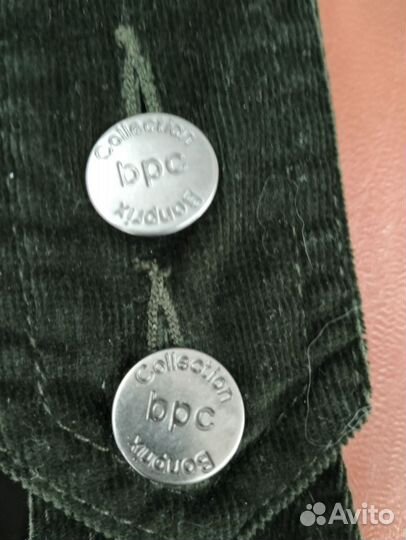 Collection
bpc
Bonprix
Collection
bpc
Bonprix
Avito